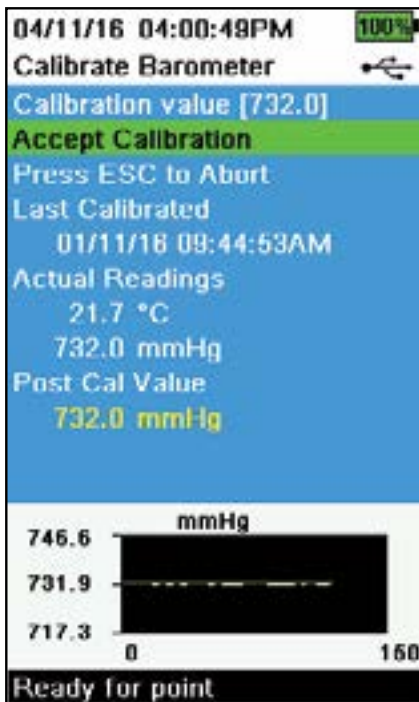 04/11/16 04:00:49PM 100%
Calibrate Barometer
Calibration value [732.0]
Accept Calibration
Press ESC to Abort
Last Calibrated
01/11/16 09:44:53AM
Actual Readings
21.7 °C
732.0 mmHg
Post Cal Value
732.0 mmHg
mmHg
746.6
731.9
717.3
0 160
Ready for point